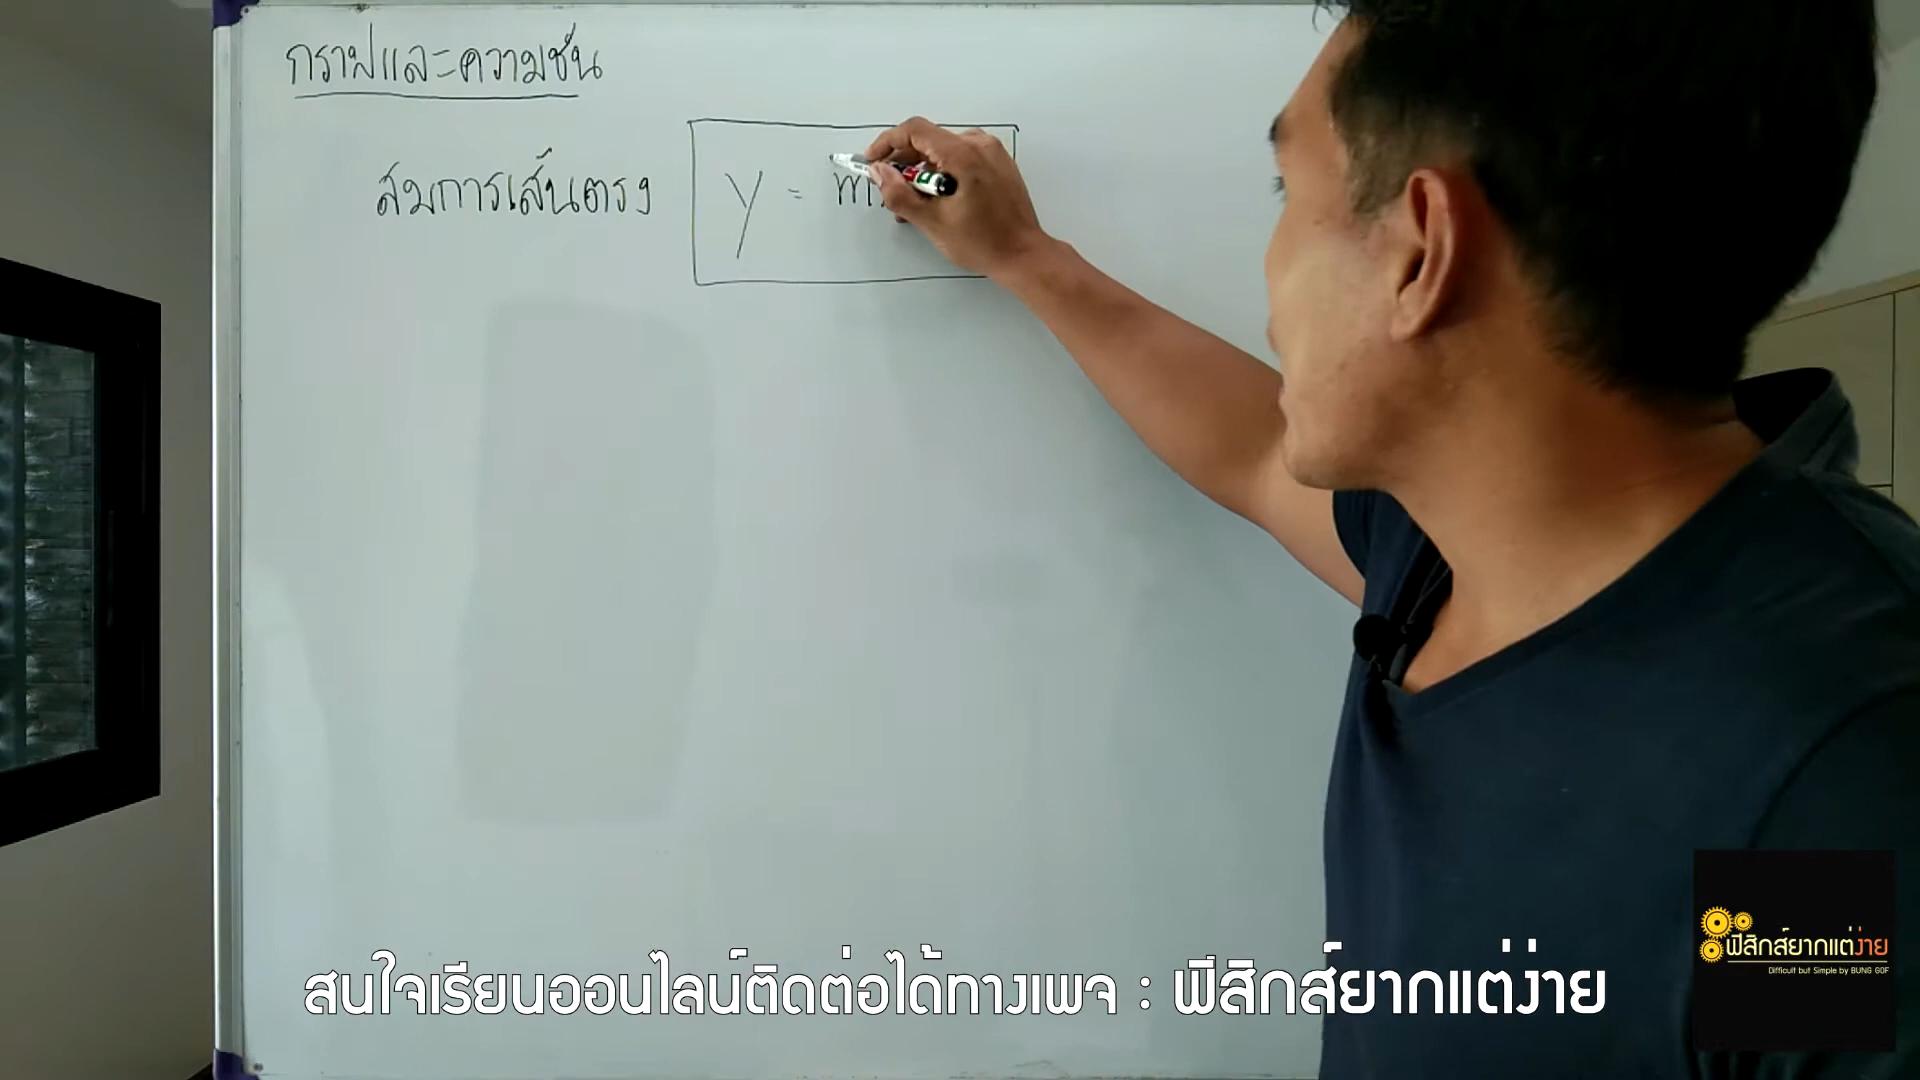 กราฟและความชัน
สมการเส้นตรง y = m
สนใจเรียนออนไลน์ติดต่อได้ทางเพจ : ฟิสิกส์ยากแต่ง่าย
ฟิสิกส์ยากแต่ง่าย
Difficult but Simple by BUNG GOF